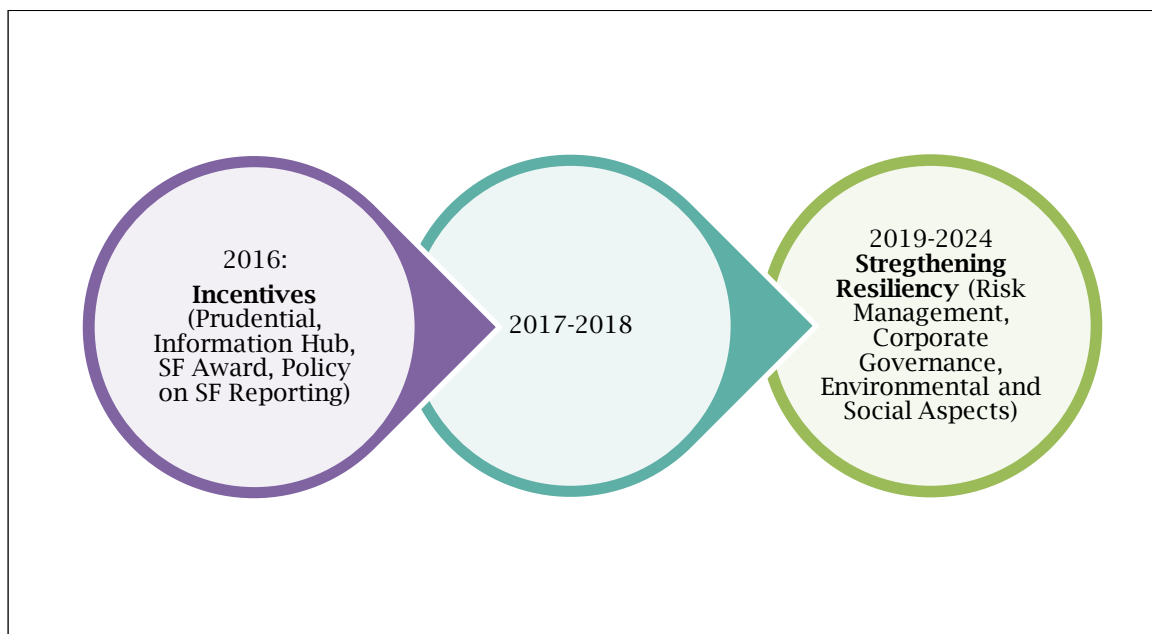 2016:
Incentives
(Prudential,
Information Hub,
SF Award, Policy
on SF Reporting)
2017-2018
2019-2024
Stregthening
Resiliency (Risk
Management,
Corporate
Governance,
Environmental and
Social Aspects)